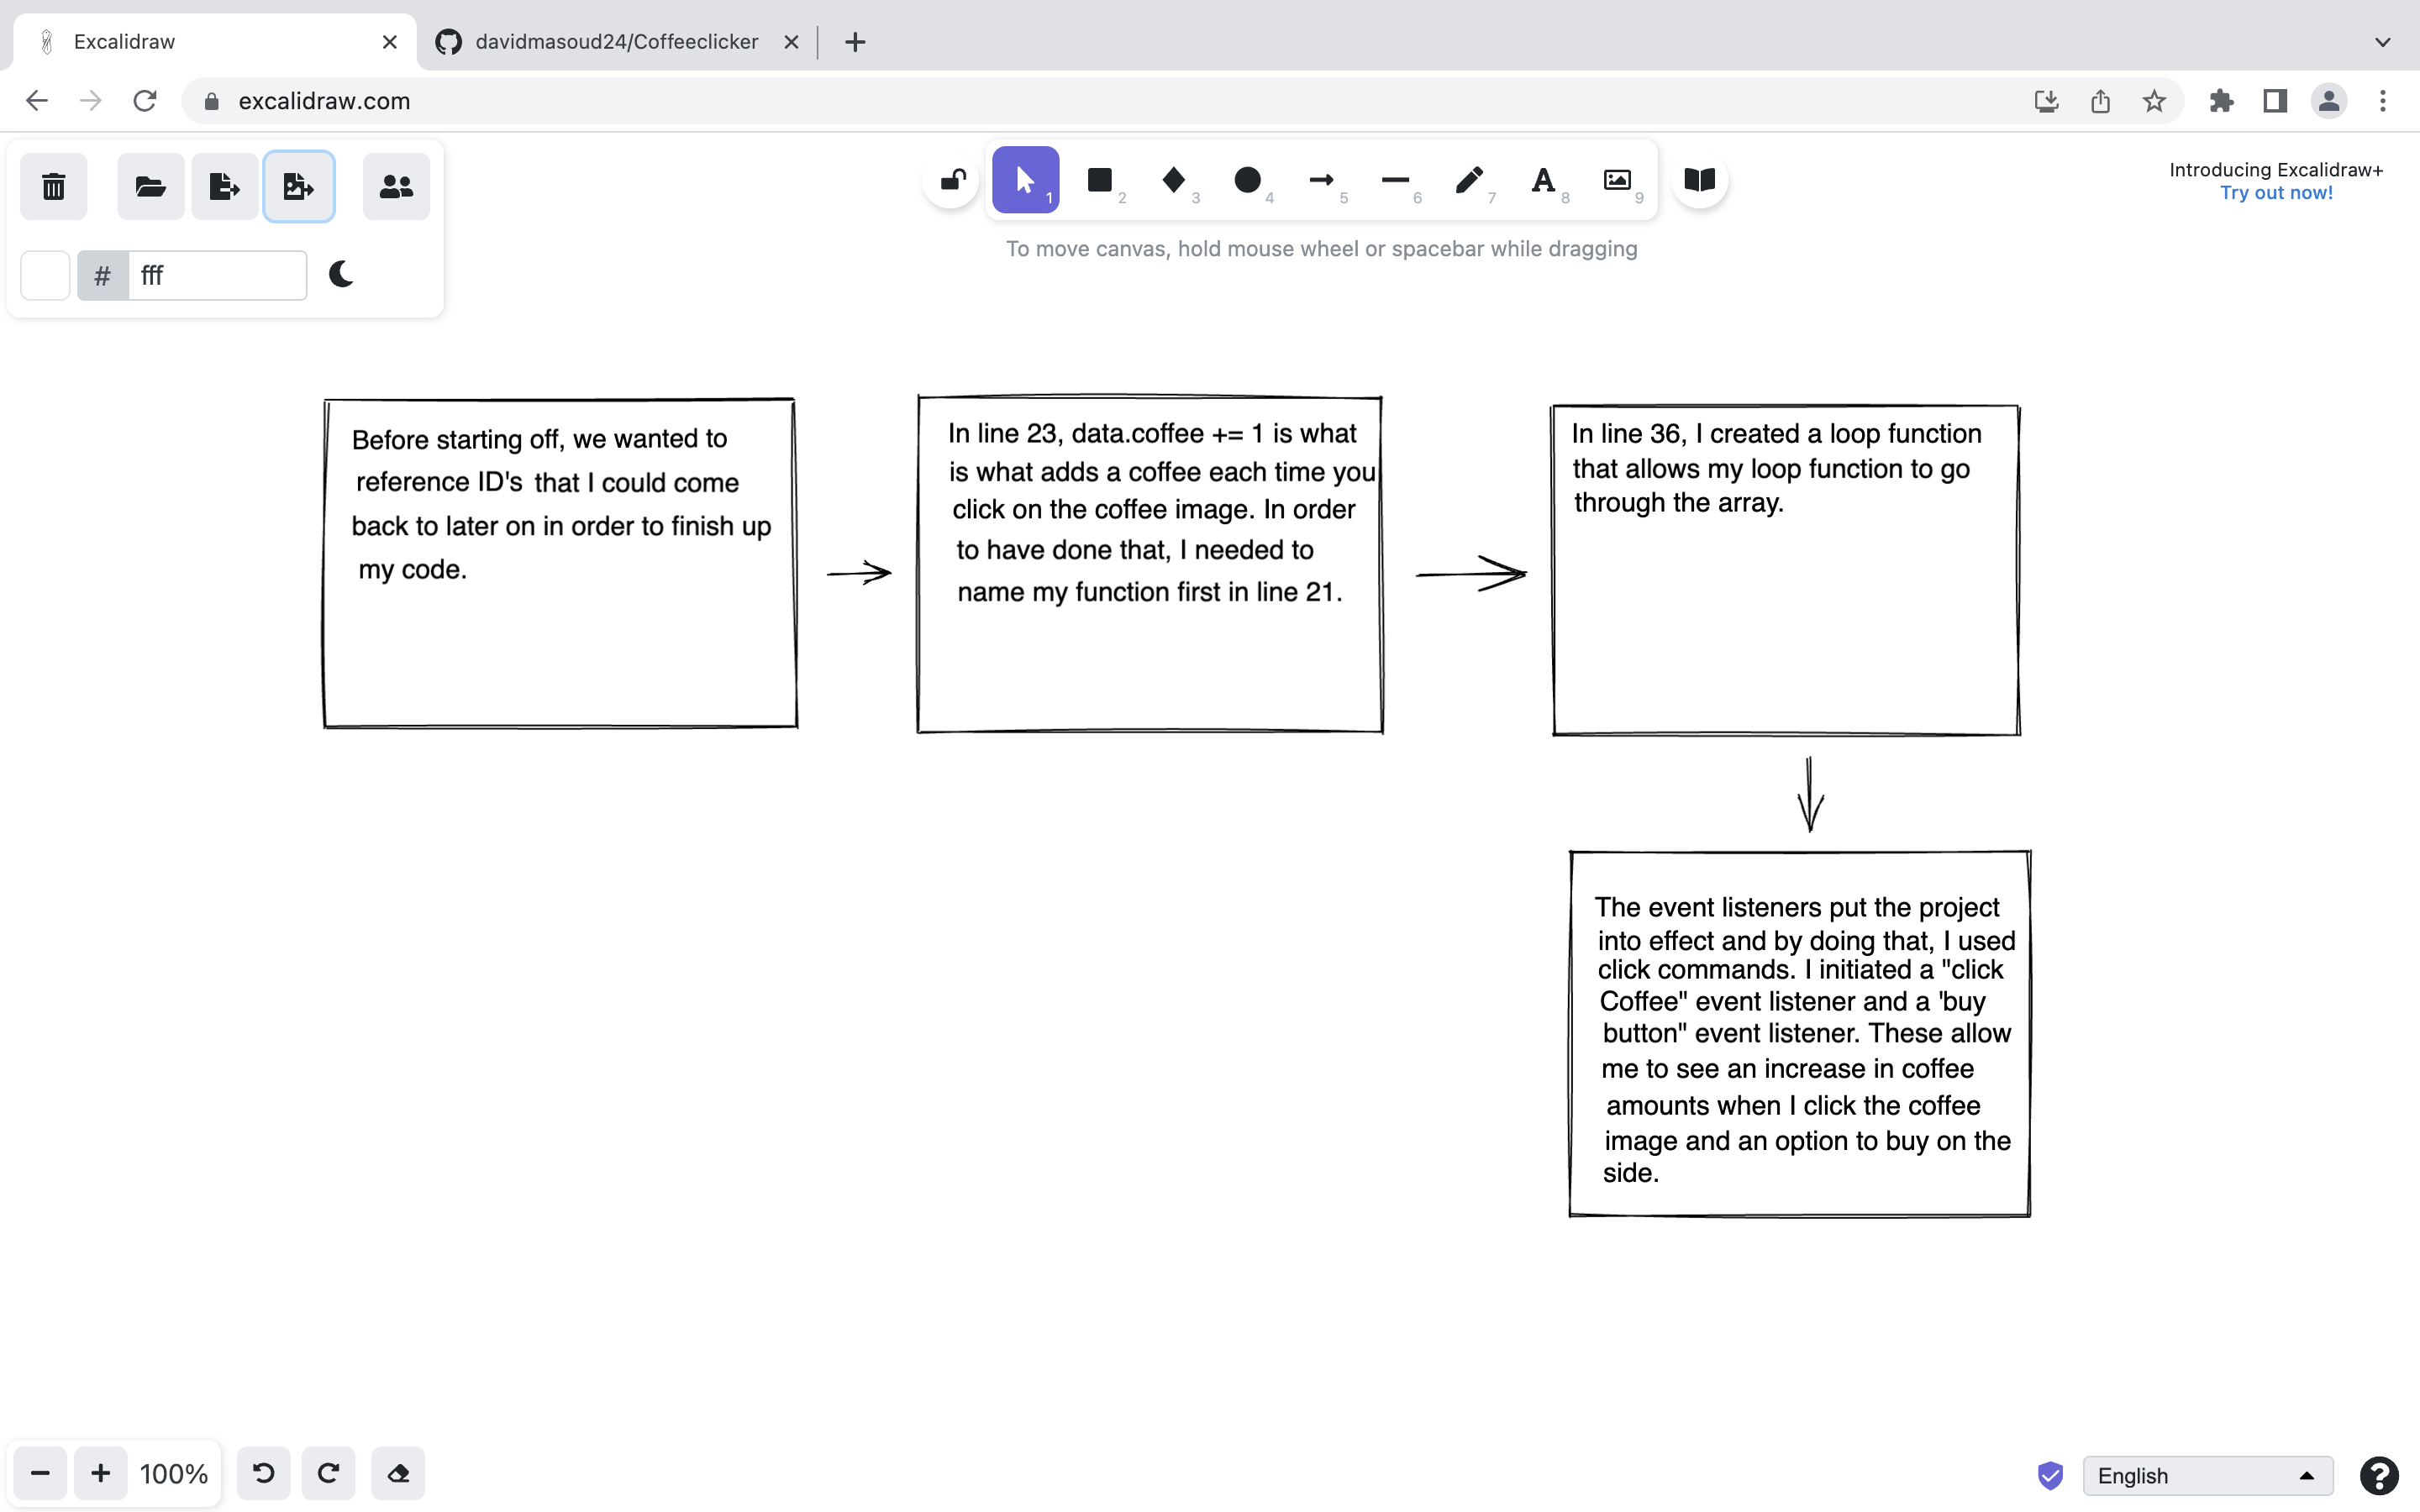 Excalidraw
davidmasoud24/Coffeeclicker
excalidraw.com
1
2
3
4
5
6
7
A 8
9
Introducing Excalidraw+
Try out now!
To move canvas, hold mouse wheel or spacebar while dragging
# fff
Before starting off, we wanted to
reference ID's that I could come
back to later on in order to finish up
my code.
In line 23, data.coffee += 1 is what
is what adds a coffee each time you
click on the coffee image. In order
to have done that, I needed to
name my function first in line 21.
In line 36, I created a loop function
that allows my loop function to go
through the array.
The event listeners put the project
into effect and by doing that, I used
click commands. I initiated a "click
Coffee" event listener and a 'buy
button" event listener. These allow
me to see an increase in coffee
amounts when I click the coffee
image and an option to buy on the
side.
100%
English
?